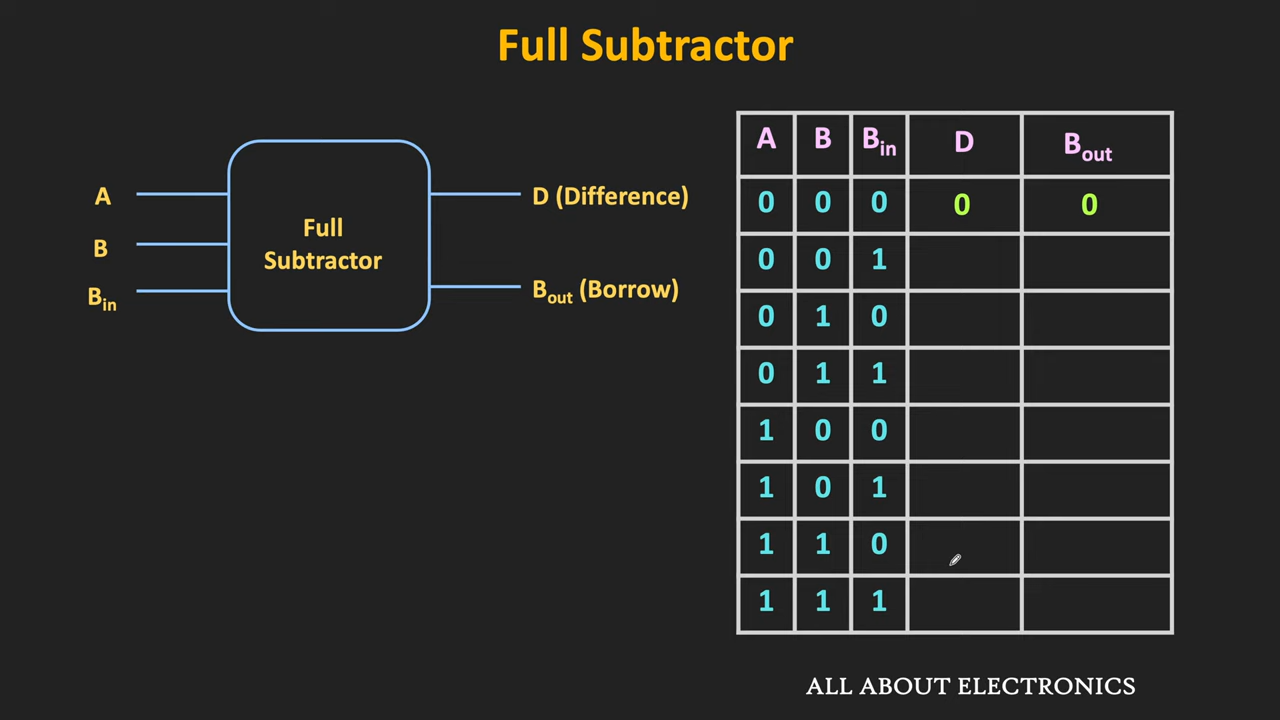 Full Subtractor
A
B
Bin
Full
Subtractor
D (Difference)
Bout (Borrow)
A B Bin D Bout
0 0 0 0 0
0 0 1
0 1 0
0 1 1
1 0 0
1 0 1
1 1 0
1 1 1
ALL ABOUT ELECTRONICS